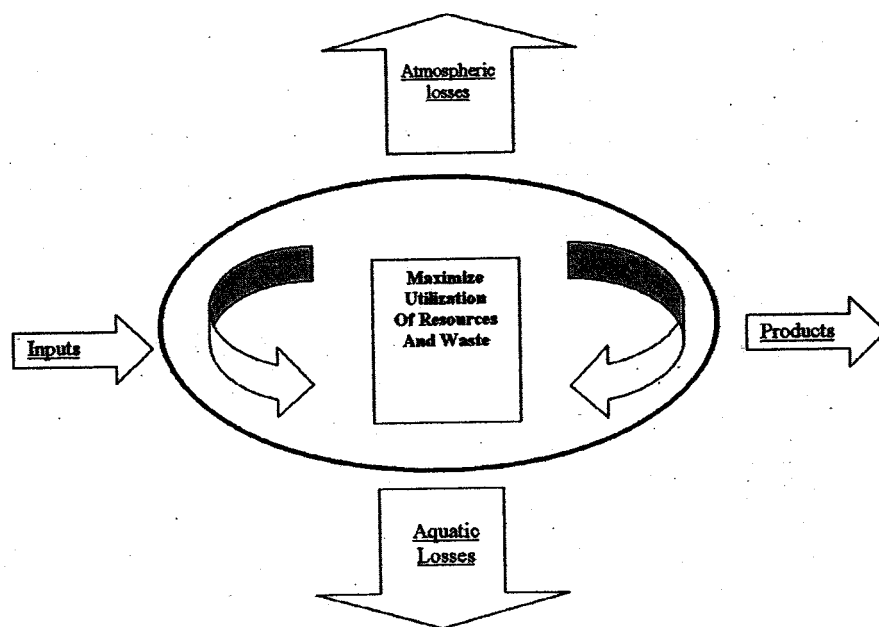 Atmospheric
losses
Maximize
Utilization
Of Resources
And Waste
Inputs
Products
Aquatic
Losses